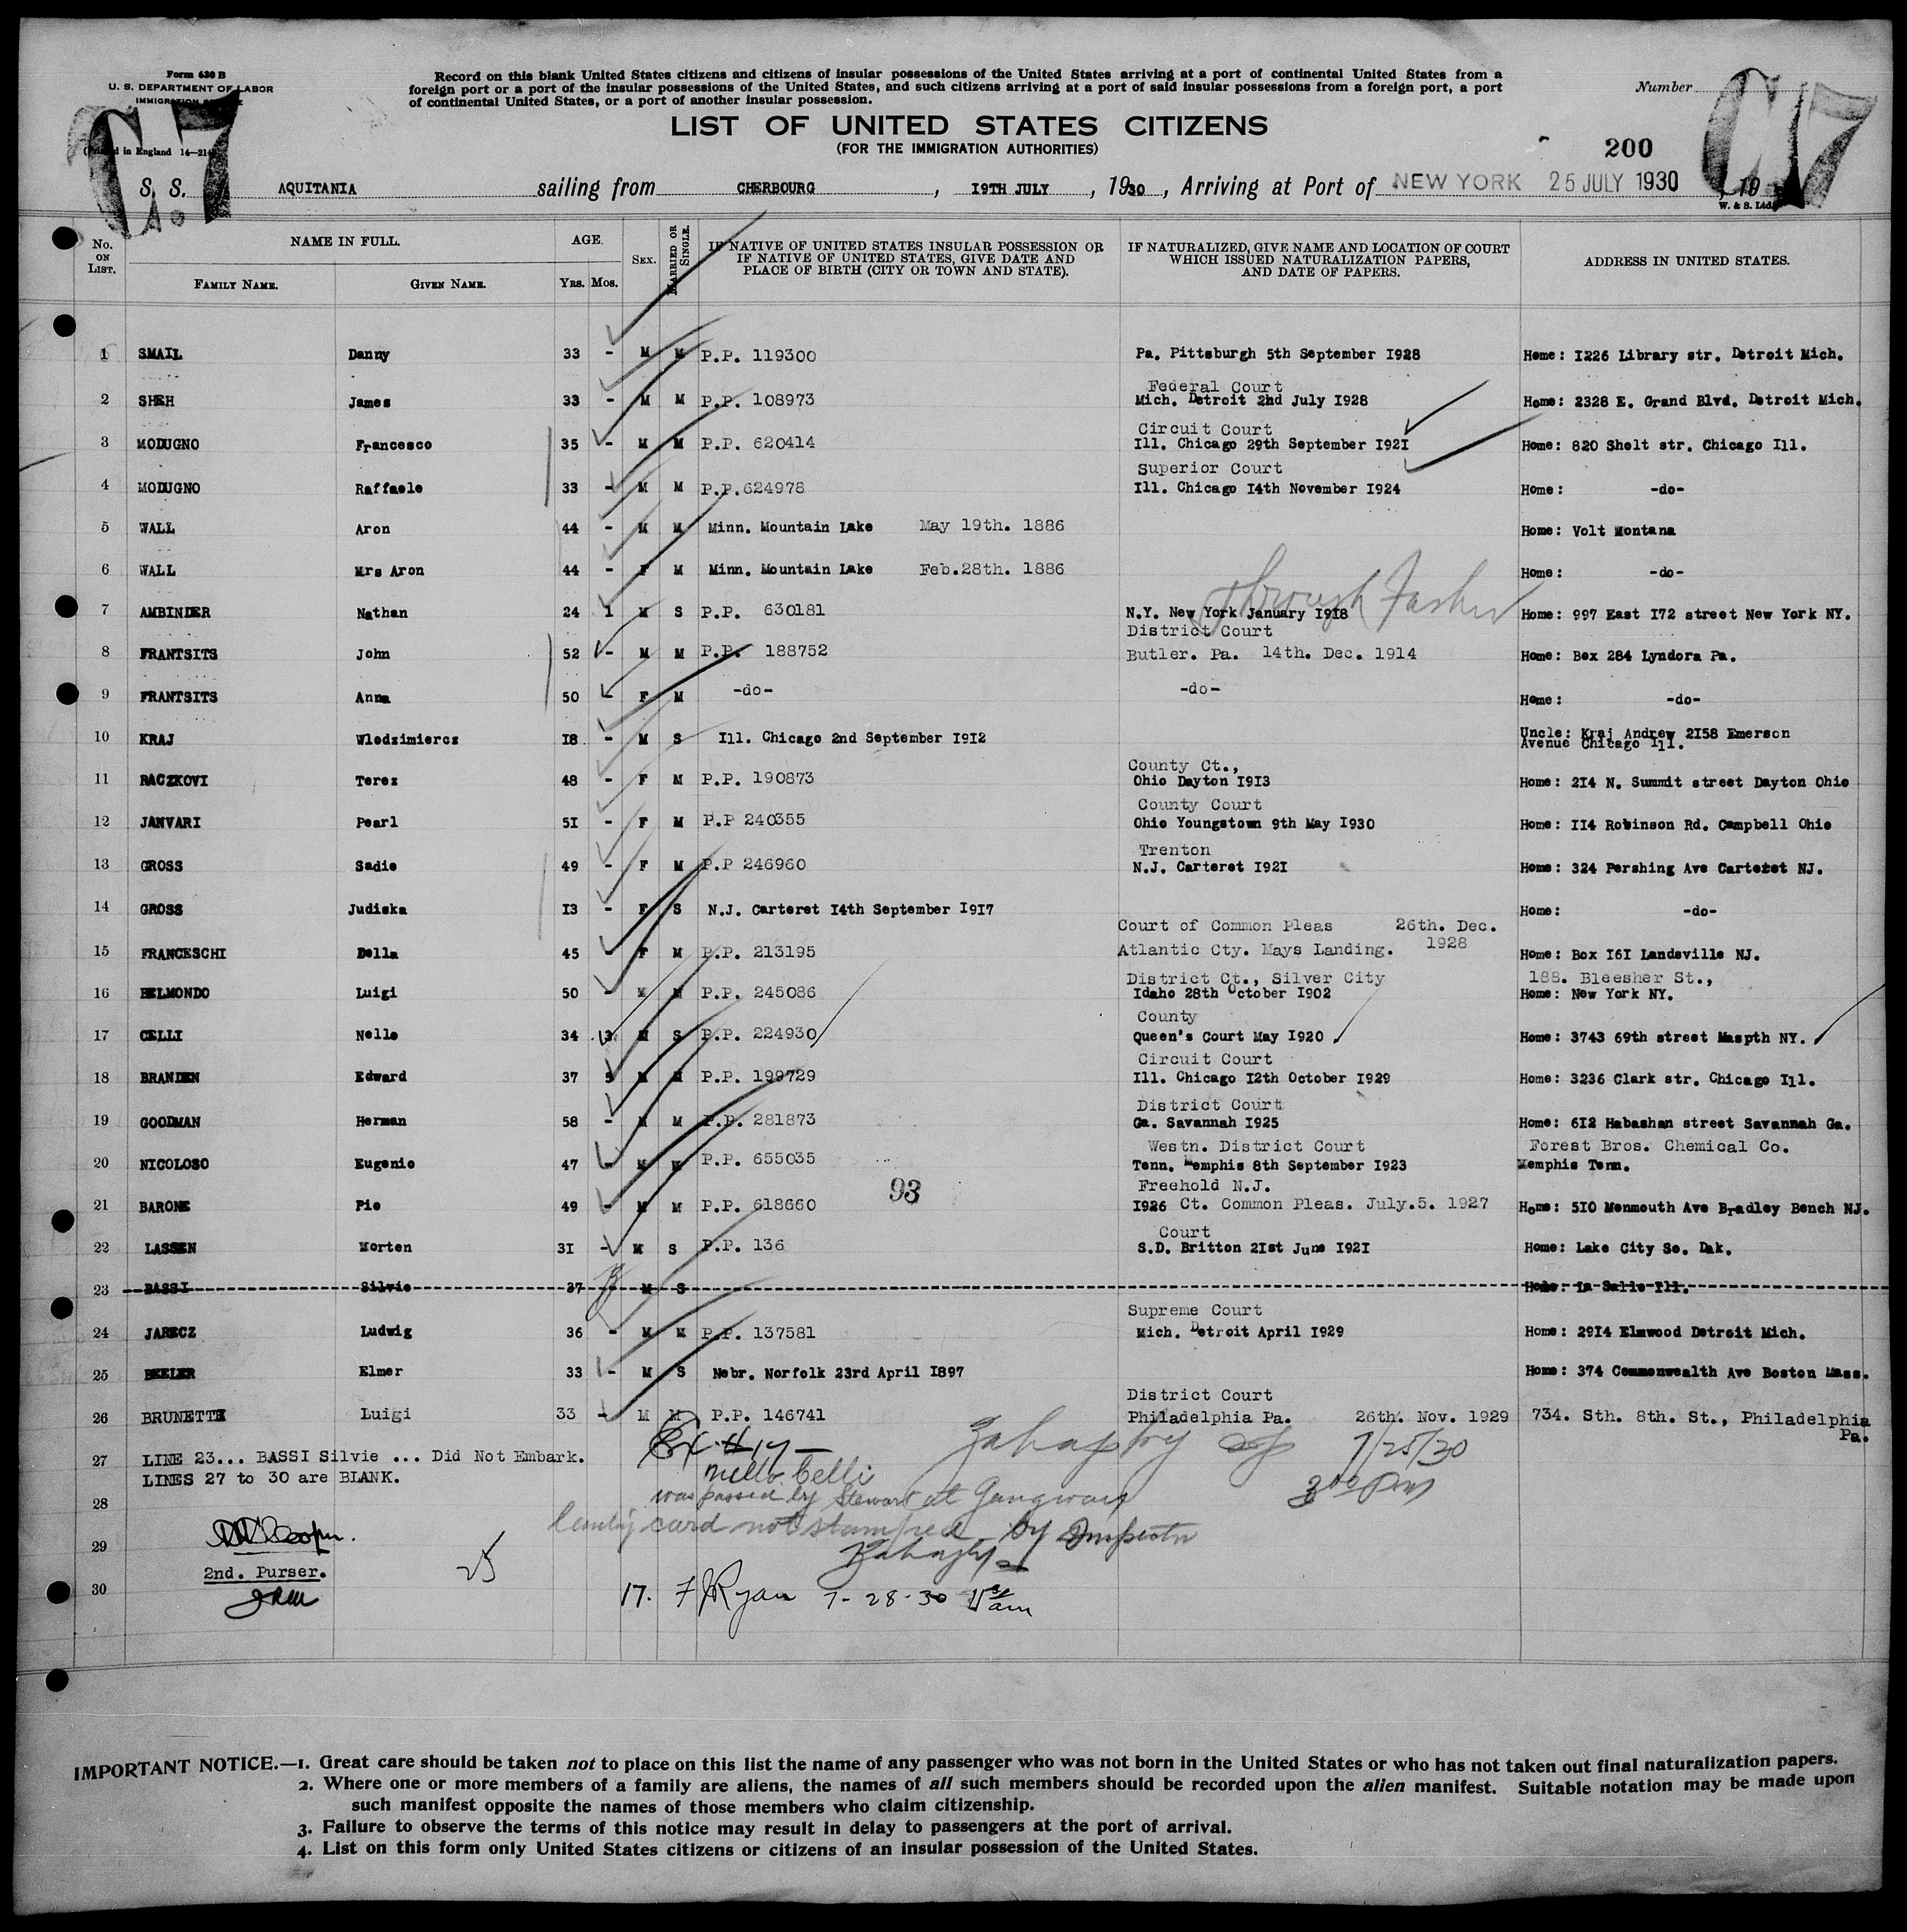 Form 630 B
U. S. DEPARTMENT OF LABOR
IMMIGRATION
in England 14—214
Record on this blank United States citizens and citizens of insular possessions of the United States arriving at a port of continental United States from a
foreign port or a port of the insular possessions of the United States, and such citizens arriving at a port of said insular possessions from a foreign port, a port
of continental United States, or a port of another insular possession.
Number
LIST OF UNITED STATES CITIZENS
(FOR THE IMMIGRATION AUTHORITIES)
200
S. S. AQUITANIA sailing from CHERBOURG, 19TH JULY, 1930, Arriving at Port of NEW YORK 25 JULY 1930, 19
W. & S. Ltd.
No. ON LIST.
NAME IN FULL.
FAMILY NAME.
GIVEN NAME.
AGE.
YRS. MOS.
SEX.
MARRIED OR SINGLE.
IF NATIVE OF UNITED STATES INSULAR POSSESSION OR
IF NATIVE OF UNITED STATES, GIVE DATE AND
PLACE OF BIRTH (CITY OR TOWN AND STATE).
IF NATURALIZED, GIVE NAME AND LOCATION OF COURT
WHICH ISSUED NATURALIZATION PAPERS,
AND DATE OF PAPERS.
ADDRESS IN UNITED STATES.
1 SMAIL Danny 33 - M M P.P. 119300 Pa. Pittsburgh 5th September 1928 Home: 1226 Library str. Detroit Mich.
Federal Court
2 SHEH James 33 - M M P.P. 108973 Mich. Detroit 2nd July 1928 Home: 2328 E. Grand Blvd. Detroit Mich.
Circuit Court
3 MODUGNO Francesco 35 - M M P.P. 620414 Ill. Chicago 29th September 1921 Home: 820 Sholt str. Chicago Ill.
Superior Court
4 MODUGNO Raffaele 33 - M M P.P.624978 Ill. Chicago 14th November 1924 Home: -do-
5 WALL Aron 44 - M M Minn. Mountain Lake May 19th. 1886 Home: Volt Montana
6 WALL Mrs Aron 44 - F M Minn. Mountain Lake Feb.28th. 1886 Home: -do-
through Father
7 AMBINDER Nathan 24 1 M S P.P. 630181 N.Y. New York January 1918 Home: 997 East 172 street New York NY.
District Court
8 FRANTSITS John 52 - M M P.P. 188752 Butler. Pa. 14th. Dec. 1914 Home: Box 284 Lyndora Pa.
9 FRANTSITS Anna 50 - F M -do- -do- Home: -do-
10 KRAJ Wlodzimiercz 18 - M S Ill. Chicago 2nd September 1912 Uncle: Kraj Andrew 2158 Emerson
Avenue Chicago Ill.
County Ct.,
11 RACZKOVI Terez 48 - F M P.P. 190873 Ohio Dayton 1913 Home: 214 N. Summit street Dayton Ohio
County Court
12 JANVARI Pearl 51 - F M P.P 240355 Ohio Youngstown 9th May 1930 Home: 114 Robinson Rd. Campbell Ohio
Trenton
13 GROSS Sadie 49 - F M P.P 246960 N.J. Carteret 1921 Home: 324 Pershing Ave Carteret NJ.
14 GROSS Judiska 13 - F S N.J. Carteret 14th September 1917 Home: -do-
Court of Common Pleas 26th. Dec.
1928
15 FRANCESCHI Della 45 - F M P.P. 213195 Atlantic Cty. Mays Landing. Home: Box 161 Landsville NJ.
District Ct., Silver City 188. Bleesher St.,
16 BELMONDO Luigi 50 - M M P.P. 245086 Idaho 28th October 1902 Home: New York NY.
County
17 CELLI Nello 34 3 M S P.P. 224930 Queen's Court May 1920 Home: 3743 69th street Maspth NY.
Circuit Court
18 BRANDEN Edward 37 M M P.P. 199729 Ill. Chicago 12th October 1929 Home: 3236 Clark str. Chicago Ill.
District Court
19 GOODMAN Herman 58 - M M P.P. 281873 Ga. Savannah 1925 Home: 612 Habashan street Savannah Ga.
Westn. District Court Forest Bros. Chemical Co.
20 NICOLOSO Eugenio 47 - M M P.P. 655035 Tenn. Memphis 8th September 1923 Memphis Tenn.
93
Freehold N.J.
21 BARONE Pio 49 - M M P.P. 618660 1926 Ct. Common Pleas. July.5. 1927 Home: 510 Monmouth Ave Bradley Bench NJ.
Court
22 LASSEN Morten 31 - M S P.P. 136 S.D. Britton 21st June 1921 Home: Lake City So. Dak.
23 BASSI Silvio 37 M S Home: La Salle Ill.
Supreme Court
24 JARECZ Ludwig 36 - M M P.P. 137581 Mich. Detroit April 1929 Home: 2914 Elmwood Detroit Mich.
25 BEELER Elmer 33 - M S Nebr. Norfolk 23rd April 1897 Home: 374 Commonwealth Ave Boston Mass.
District Court
26 BRUNETTI Luigi 33 - M M P.P. 146741 Philadelphia Pa. 26th. Nov. 1929 734. Sth. 8th. St., Philadelphia
Pa.
27 LINE 23... BASSI Silvie ... Did Not Embark.
LINES 27 to 30 are BLANK.
7/25/30
Nello Celli
3 00 PM
was passed by Steward at Gangway
28
card not stamped by Inspector
29
2nd. Purser.
25
30
17. F J Ryan 7-28-30 am
IMPORTANT NOTICE.—1. Great care should be taken not to place on this list the name of any passenger who was not born in the United States or who has not taken out final naturalization papers.
2. Where one or more members of a family are aliens, the names of all such members should be recorded upon the alien manifest. Suitable notation may be made upon
such manifest opposite the names of those members who claim citizenship.
3. Failure to observe the terms of this notice may result in delay to passengers at the port of arrival.
4. List on this form only United States citizens or citizens of an insular possession of the United States.